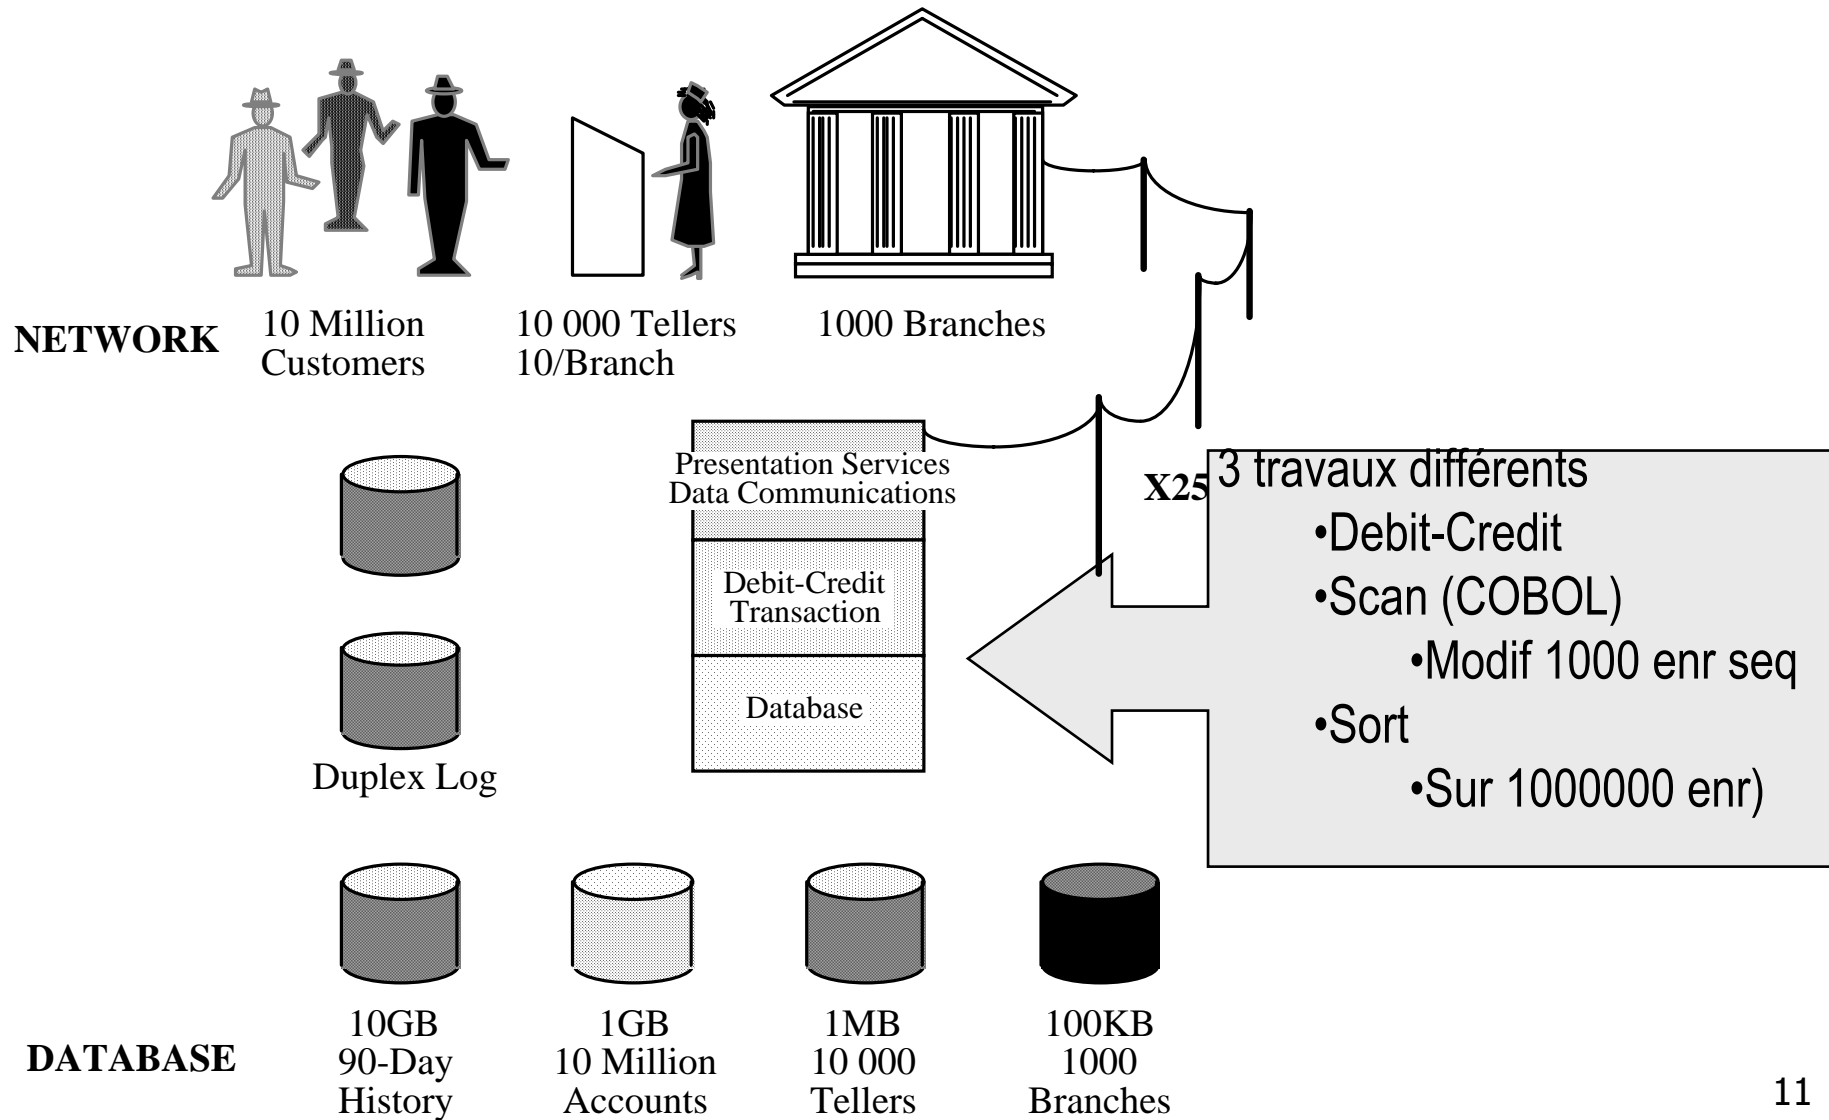 NETWORK
10 Million
Customers
10 000 Tellers
10/Branch
1000 Branches
Presentation Services
Data Communications
Debit-Credit
Transaction
Database
X25
3 travaux différents
•Debit-Credit
•Scan (COBOL)
•Modif 1000 enr seq
•Sort
•Sur 1000000 enr)
Duplex Log
DATABASE
10GB
90-Day
History
1GB
10 Million
Accounts
1MB
10 000
Tellers
100KB
1000
Branches
11